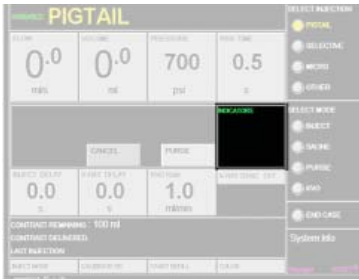 VARIABLE: PIGTAIL
FLOW
VOLUME
PRESSURE
RISE TIME
0.0
0.0
700
0.5
ml/s
ml
psi
s
INDICATORS
CANCEL
PURGE
INJECT DELAY
X-RAY DELAY
0.0
0.0
1.0
s
s
ml/min
CONTRAST REMAINING: 100 ml
CONTRAST DELIVERED:
LAST INJECTION:
SELECT INJECTION
PIGTAIL
SELECTIVE
MICRO
OTHER
SELECT MODE
INJECT
SALINE
PURGE
KVO
END CASE
System Info